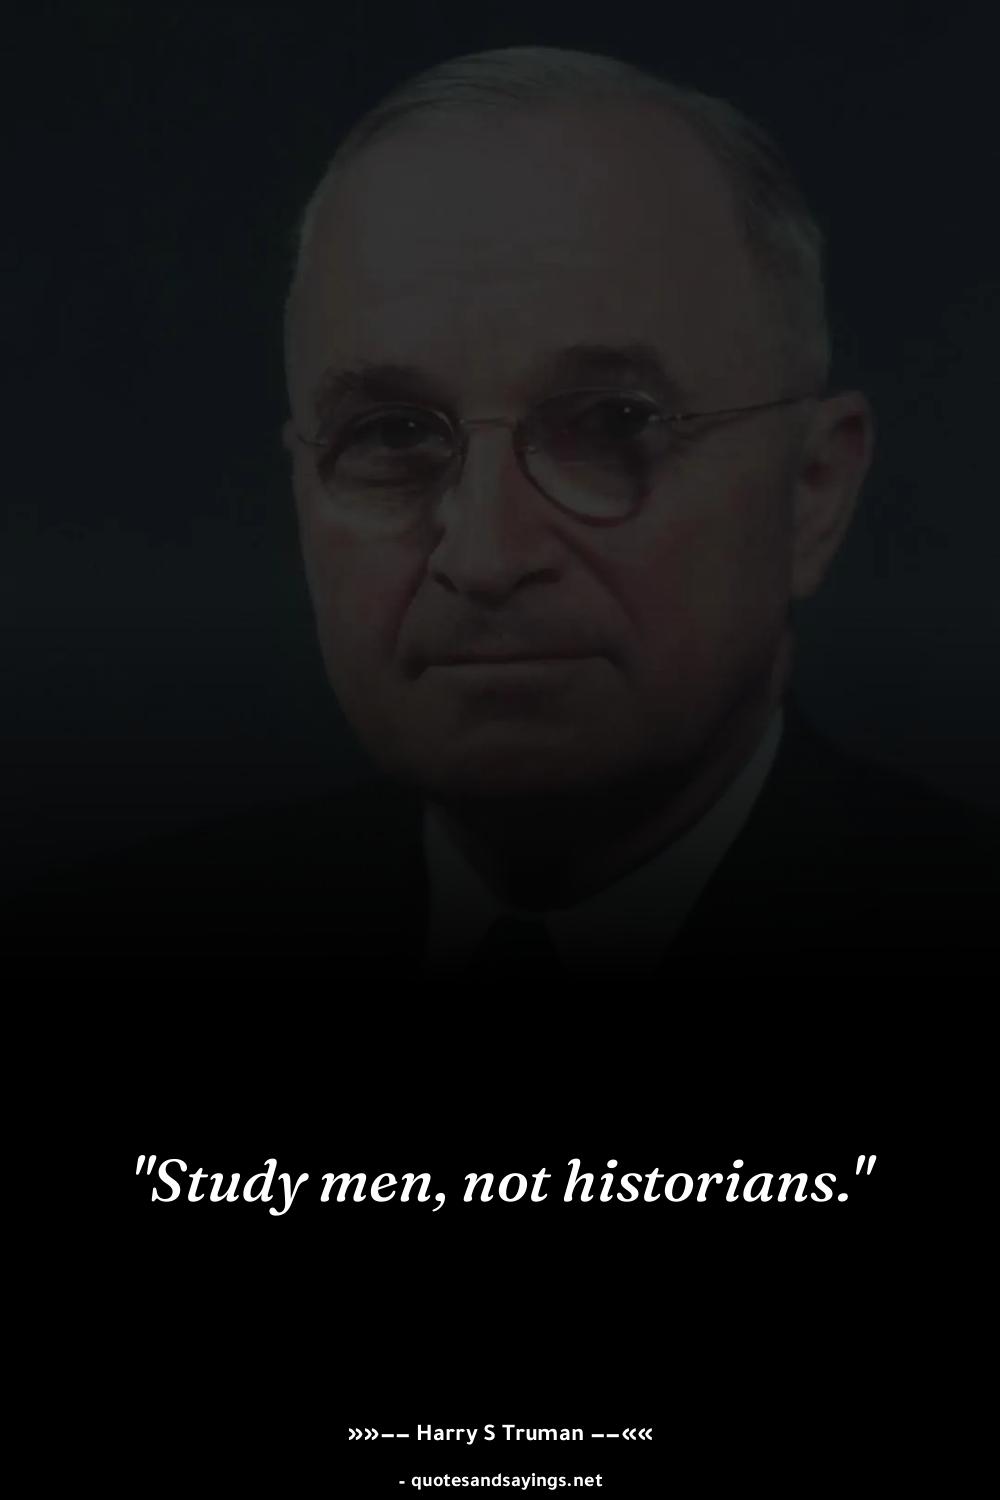 "Study men, not historians."
»»−− Harry S Truman −−««
- quotesandsayings.net